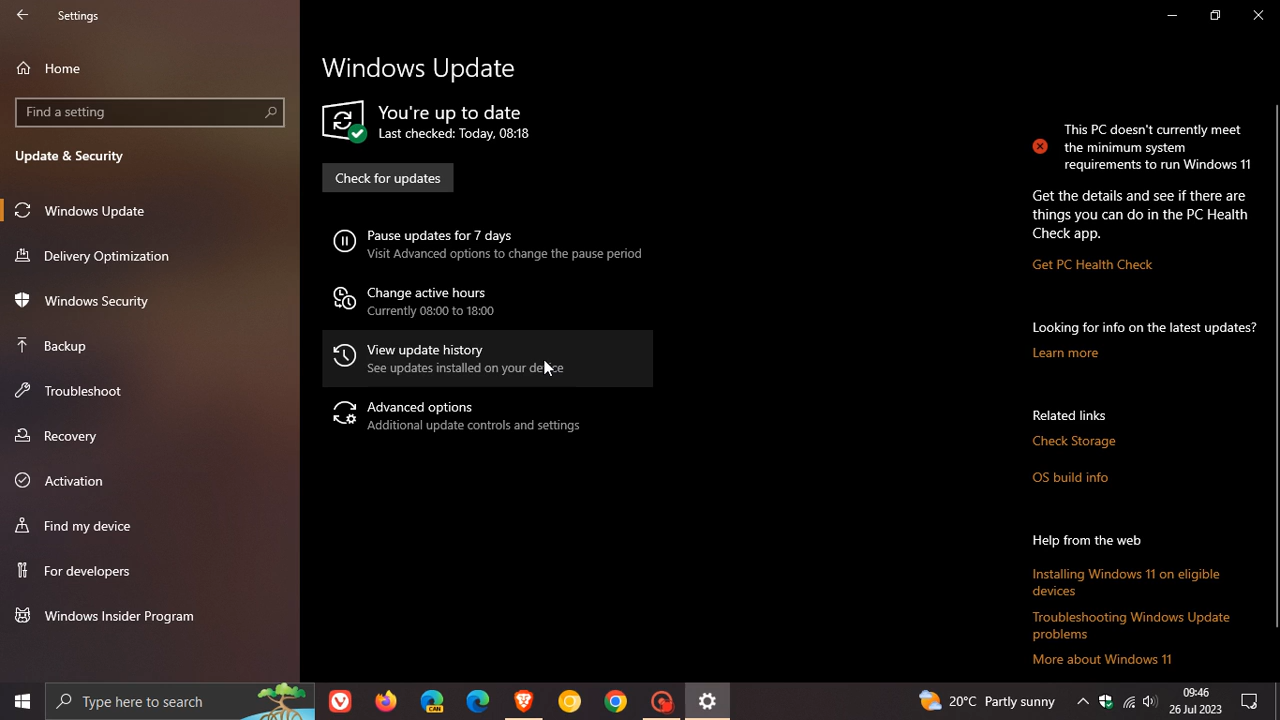 Settings
Home
Find a setting
Update & Security
Windows Update
Delivery Optimization
Windows Security
Backup
Troubleshoot
Recovery
Activation
Find my device
For developers
Windows Insider Program
Windows Update
You're up to date
Last checked: Today, 08:18
Check for updates
Pause updates for 7 days
Visit Advanced options to change the pause period
Change active hours
Currently 08:00 to 18:00
View update history
See updates installed on your device
Advanced options
Additional update controls and settings
This PC doesn't currently meet
the minimum system
requirements to run Windows 11
Get the details and see if there are
things you can do in the PC Health
Check app.
Get PC Health Check
Looking for info on the latest updates?
Learn more
Related links
Check Storage
OS build info
Help from the web
Installing Windows 11 on eligible
devices
Troubleshooting Windows Update
problems
More about Windows 11
Type here to search
CAN
20°C Partly sunny
09:46
26 Jul 2023